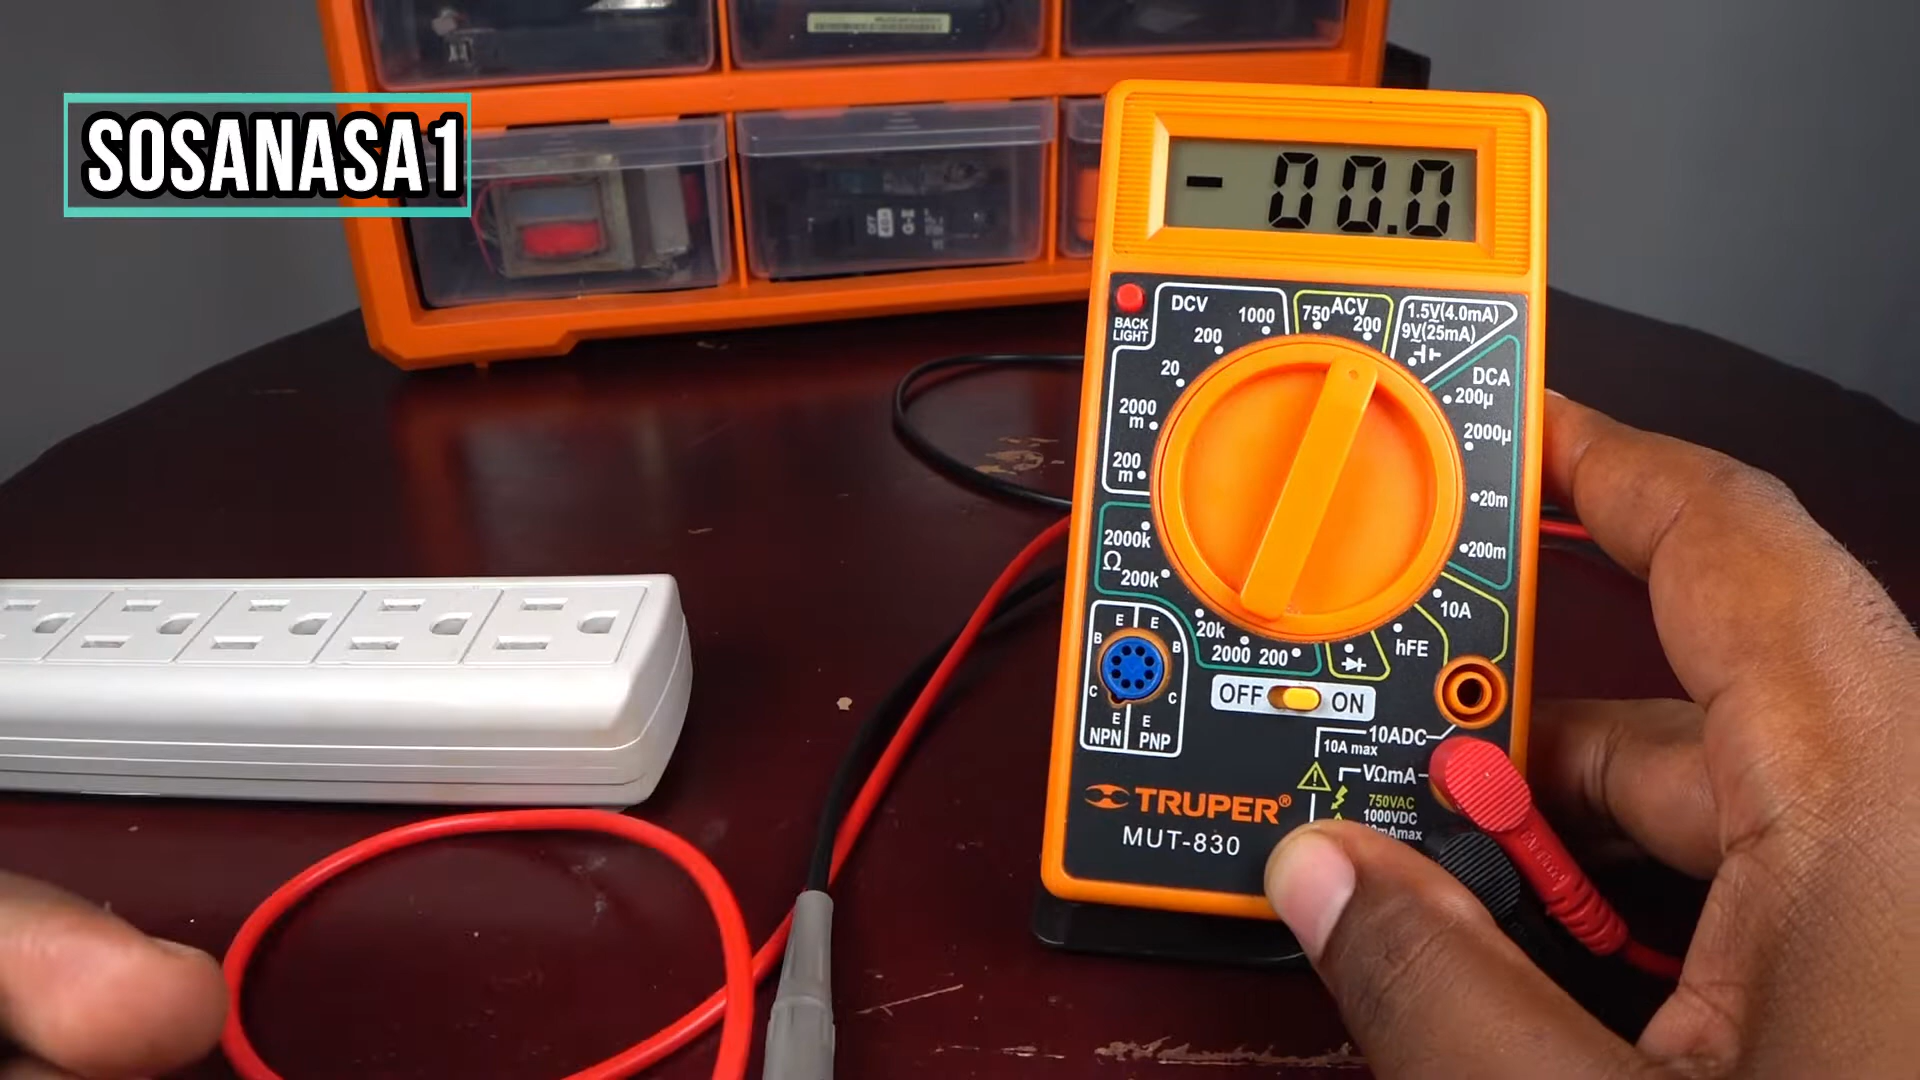 SOSANASA1
- 00.0
BACK
LIGHT
DCV
1000
200
20
2000
m
200
m
750
ACV
200
1.5V(4.0mA)
9V(25mA)
DCA
200µ
2000µ
20m
200m
10A
hFE
2000k
Ω
200k
20k
2000
200
E
E
B
B
C
C
E
E
NPN
PNP
OFF
ON
10ADC
10A max
VΩmA
750VAC
1000VDC
TRUPER®
MUT-830